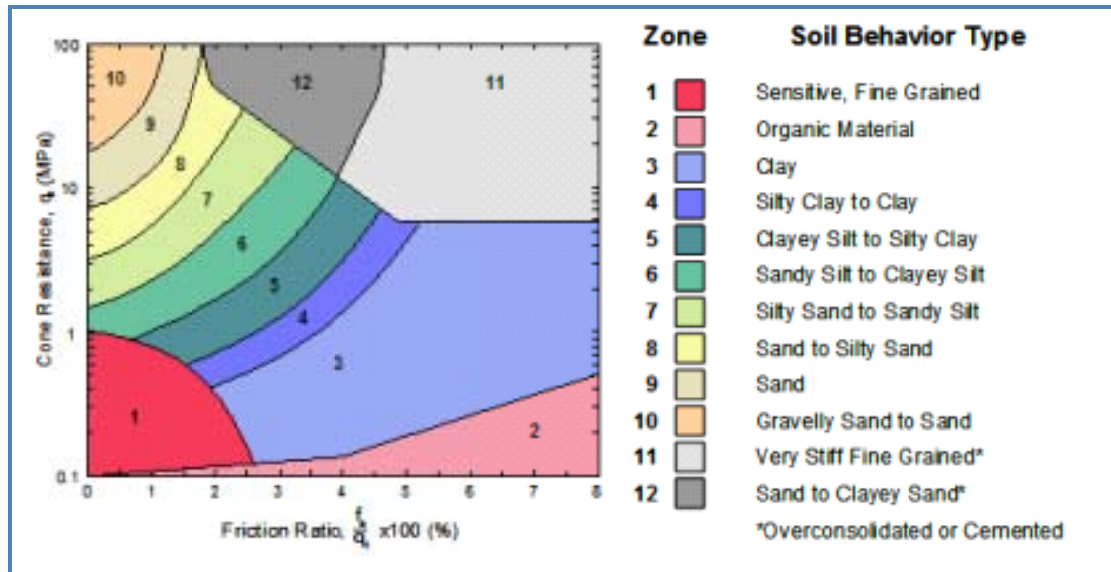 Zone Soil Behavior Type
1 Sensitive, Fine Grained
2 Organic Material
3 Clay
4 Silty Clay to Clay
5 Clayey Silt to Silty Clay
6 Sandy Silt to Clayey Silt
7 Silty Sand to Sandy Silt
8 Sand to Silty Sand
9 Sand
10 Gravelly Sand to Sand
11 Very Stiff Fine Grained*
12 Sand to Clayey Sand*
*Overconsolidated or Cemented
Cone Resistance, q (MPa)
100
10
1
0.1
0 1 2 3 4 5 6 7 8
Friction Ratio, f/q x100 (%)
10
9
8
7
6
5
4
3
1
2
12
11